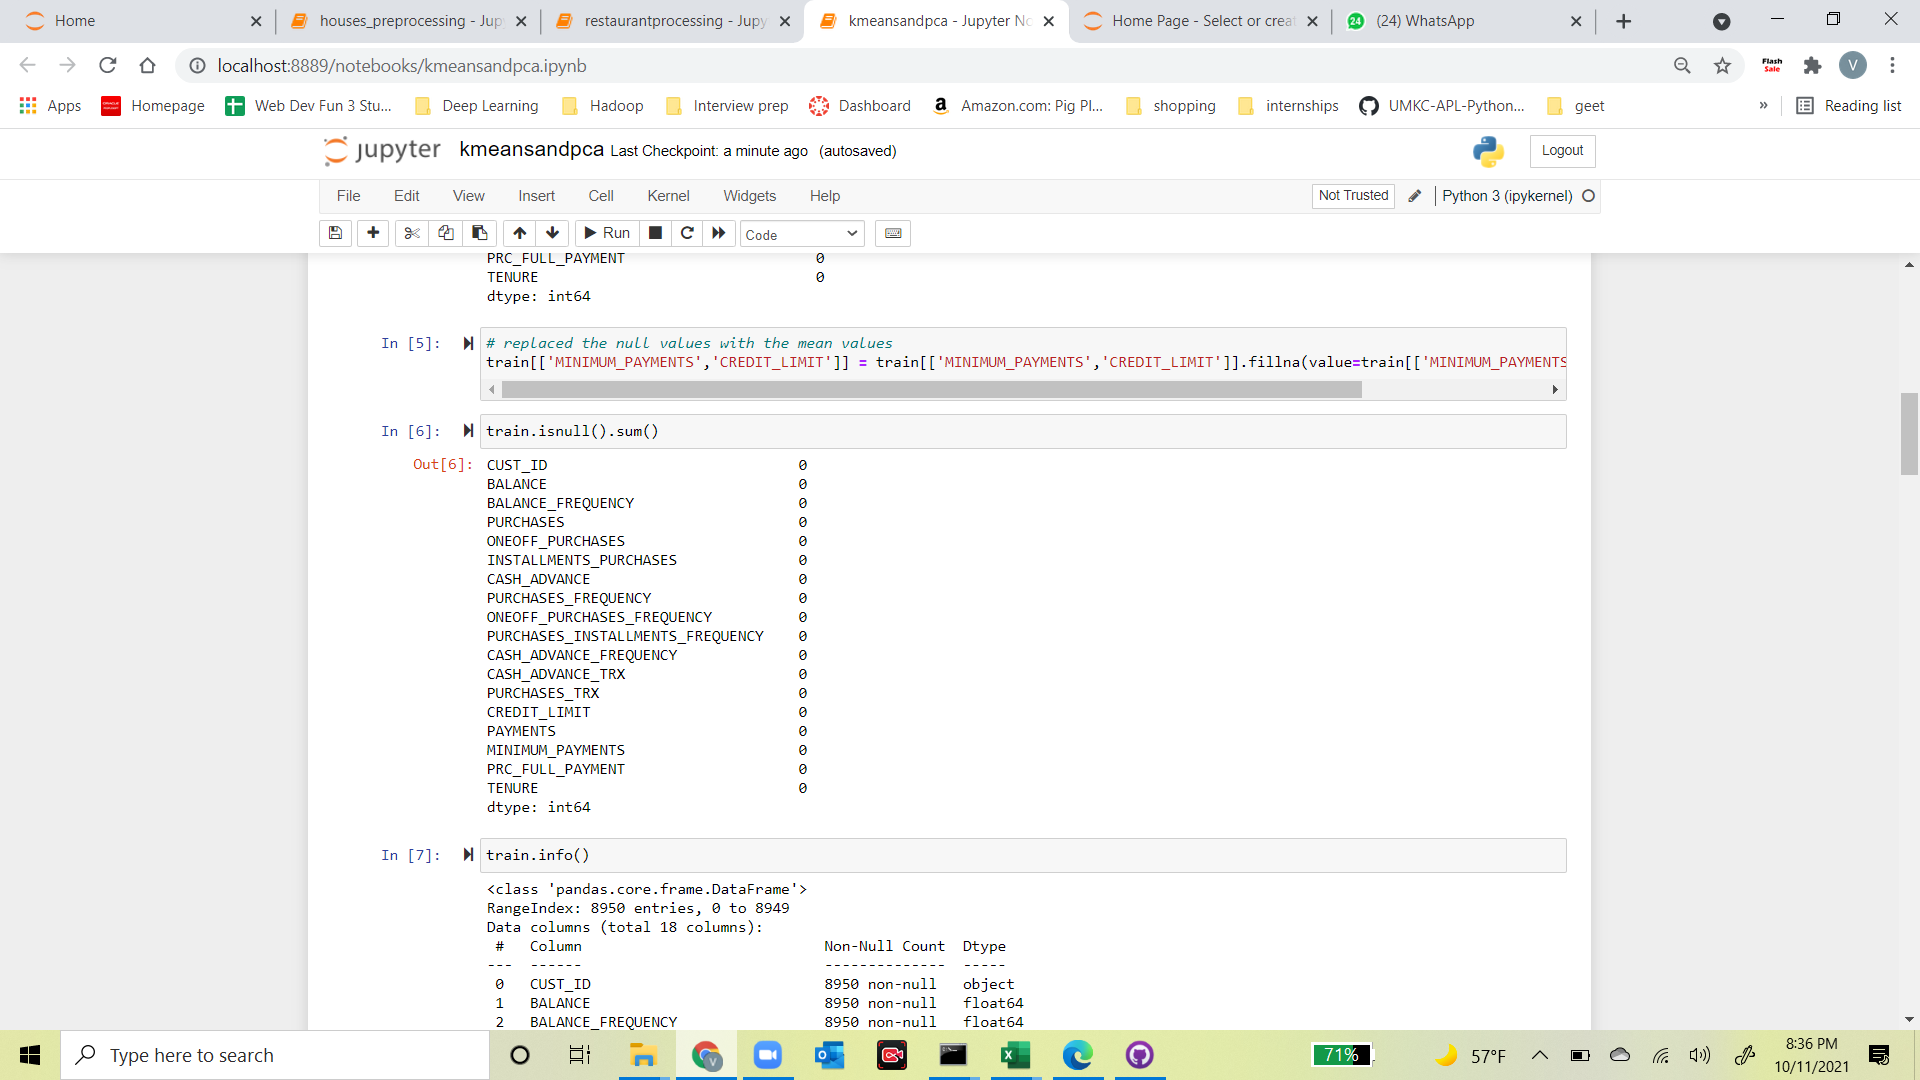 Home
houses_preprocessing - Jup
restaurantprocessing - Jupy
kmeansandpca - Jupyter No
Home Page - Select or creat
24 (24) WhatsApp
localhost:8889/notebooks/kmeansandpca.ipynb
Flash Sale
V
Apps
Homepage
Web Dev Fun 3 Stu...
Deep Learning
Hadoop
Interview prep
Dashboard
Amazon.com: Pig Pl...
shopping
internships
UMKC-APL-Python...
geet
»
Reading list
jupyter kmeansandpca Last Checkpoint: a minute ago (autosaved)
Logout
File Edit View Insert Cell Kernel Widgets Help
Not Trusted
Python 3 (ipykernel)
Run
Code
PRC_FULL_PAYMENT 0
TENURE 0
dtype: int64
In [5]: # replaced the null values with the mean values
train[['MINIMUM_PAYMENTS','CREDIT_LIMIT']] = train[['MINIMUM_PAYMENTS','CREDIT_LIMIT']].fillna(value=train[['MINIMUM_PAYMENTS
In [6]: train.isnull().sum()
Out[6]: CUST_ID 0
BALANCE 0
BALANCE_FREQUENCY 0
PURCHASES 0
ONEOFF_PURCHASES 0
INSTALLMENTS_PURCHASES 0
CASH_ADVANCE 0
PURCHASES_FREQUENCY 0
ONEOFF_PURCHASES_FREQUENCY 0
PURCHASES_INSTALLMENTS_FREQUENCY 0
CASH_ADVANCE_FREQUENCY 0
CASH_ADVANCE_TRX 0
PURCHASES_TRX 0
CREDIT_LIMIT 0
PAYMENTS 0
MINIMUM_PAYMENTS 0
PRC_FULL_PAYMENT 0
TENURE 0
dtype: int64
In [7]: train.info()
<class 'pandas.core.frame.DataFrame'>
RangeIndex: 8950 entries, 0 to 8949
Data columns (total 18 columns):
# Column Non-Null Count Dtype
--- ------ -------------- -----
0 CUST_ID 8950 non-null object
1 BALANCE 8950 non-null float64
2 BALANCE_FREQUENCY 8950 non-null float64
Type here to search
71%
57°F
8:36 PM
10/11/2021